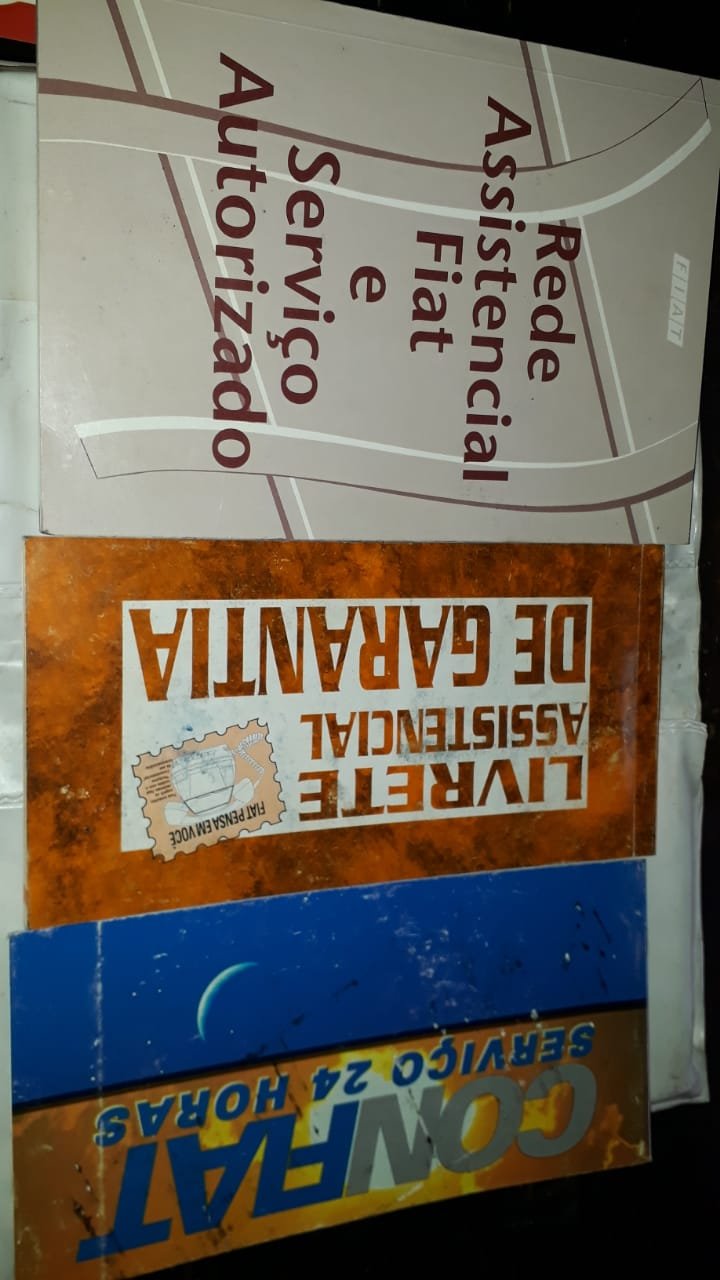 FIAT
Rede
Assistencial
Fiat
e
Serviço
Autorizado
LIVRETE
ASSISTENCIAL
DE GARANTIA
FIAT PENSA EM VOCÊ
CONFIAT
SERVIÇO 24 HORAS